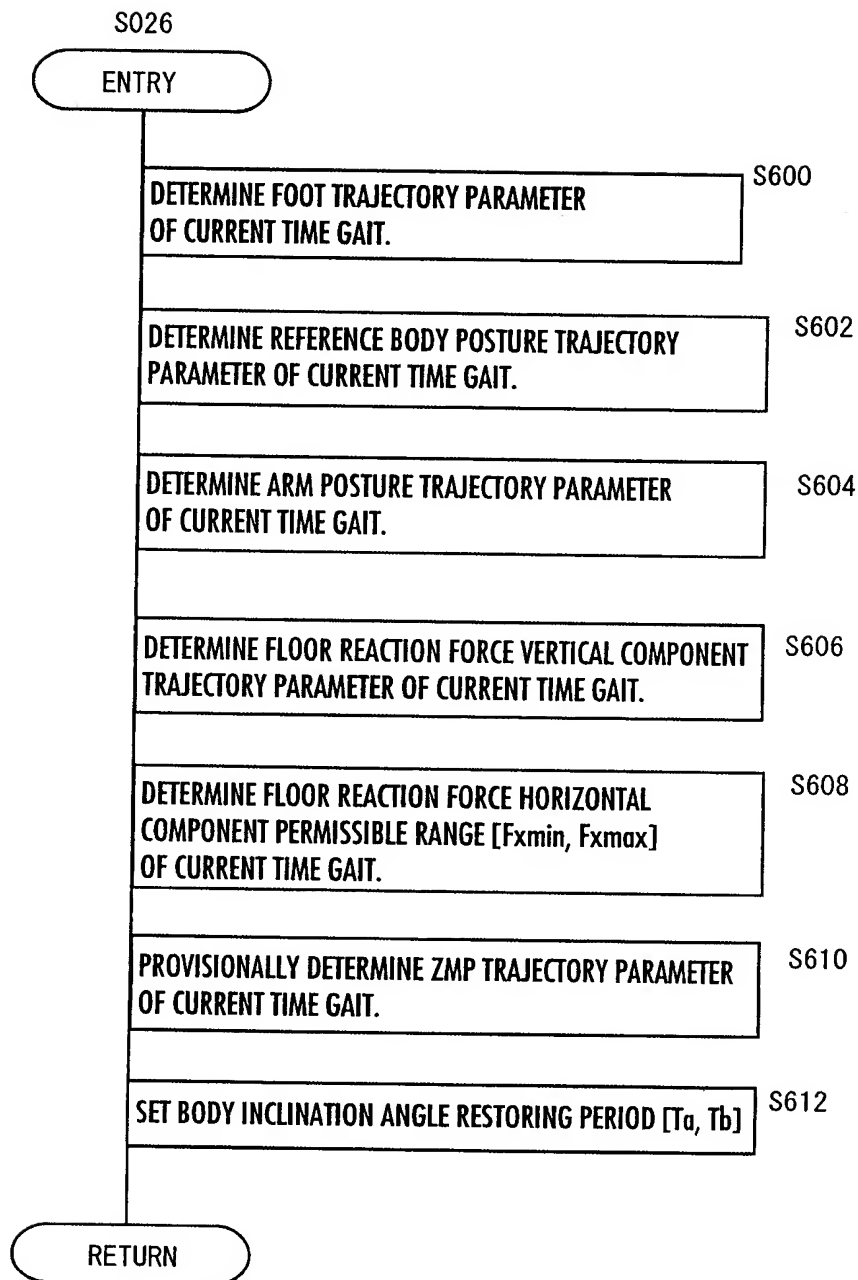 S026
ENTRY
S600
DETERMINE FOOT TRAJECTORY PARAMETER
OF CURRENT TIME GAIT.
S602
DETERMINE REFERENCE BODY POSTURE TRAJECTORY
PARAMETER OF CURRENT TIME GAIT.
S604
DETERMINE ARM POSTURE TRAJECTORY PARAMETER
OF CURRENT TIME GAIT.
S606
DETERMINE FLOOR REACTION FORCE VERTICAL COMPONENT
TRAJECTORY PARAMETER OF CURRENT TIME GAIT.
S608
DETERMINE FLOOR REACTION FORCE HORIZONTAL
COMPONENT PERMISSIBLE RANGE [Fxmin, Fxmax]
OF CURRENT TIME GAIT.
S610
PROVISIONALLY DETERMINE ZMP TRAJECTORY PARAMETER
OF CURRENT TIME GAIT.
S612
SET BODY INCLINATION ANGLE RESTORING PERIOD [Ta, Tb]
RETURN